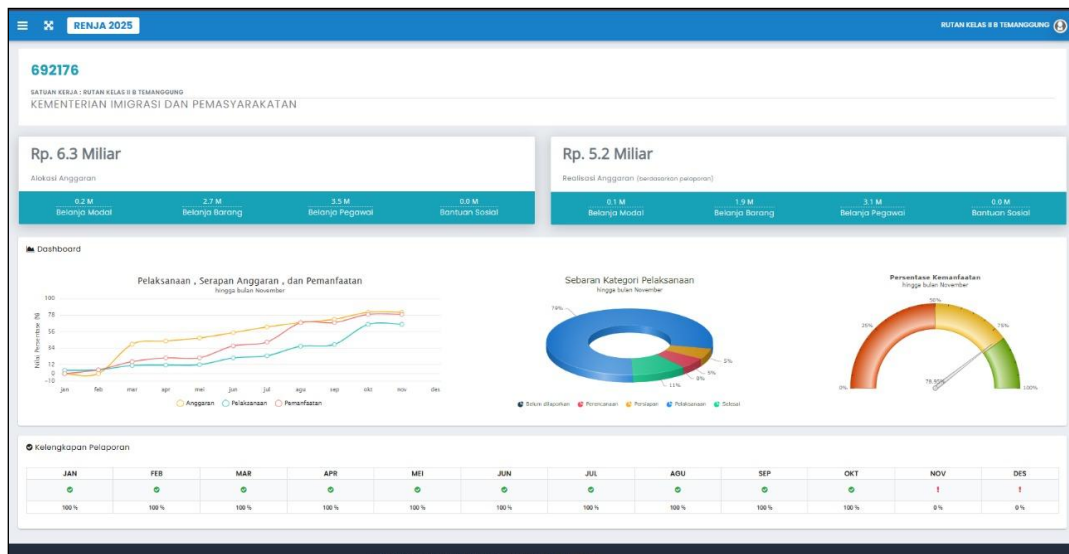 RENJA 2025
RUTAN KELAS II B TEMANGGUNG
692176
SATUAN KERJA : RUTAN KELAS II B TEMANGGUNG
KEMENTERIAN IMIGRASI DAN PEMASYARAKATAN
Rp. 6.3 Miliar
Alokasi Anggaran
0.2 M 2.7 M 3.5 M 0.0 M
Belanja Modal Belanja Barang Belanja Pegawai Bantuan Sosial
Rp. 5.2 Miliar
Realisasi Anggaran (berdasarkan pelaporan)
0.1 M 1.9 M 3.1 M 0.0 M
Belanja Modal Belanja Barang Belanja Pegawai Bantuan Sosial
Dashboard
Pelaksanaan , Serapan Anggaran , dan Pemanfaatan
hingga bulan November
Nilai Persentase (%)
100
78
56
34
12
0
-10
jan feb mar apr mei jun jul agu sep okt nov des
Anggaran Pelaksanaan Pemanfaatan
Sebaran Kategori Pelaksanaan
hingga bulan November
9%
8%
11%
Belum dilaporkan Perencanaan Persiapan Pelaksanaan Selesai
Persentase Kemanfaatan
hingga bulan November
0%
25%
50%
75%
100%
Kelengkapan Pelaporan
JAN FEB MAR APR MEI JUN JUL AGU SEP OKT NOV DES
100 % 100 % 100 % 100 % 100 % 100 % 100 % 100 % 100 % 100 % 0 % 0 %